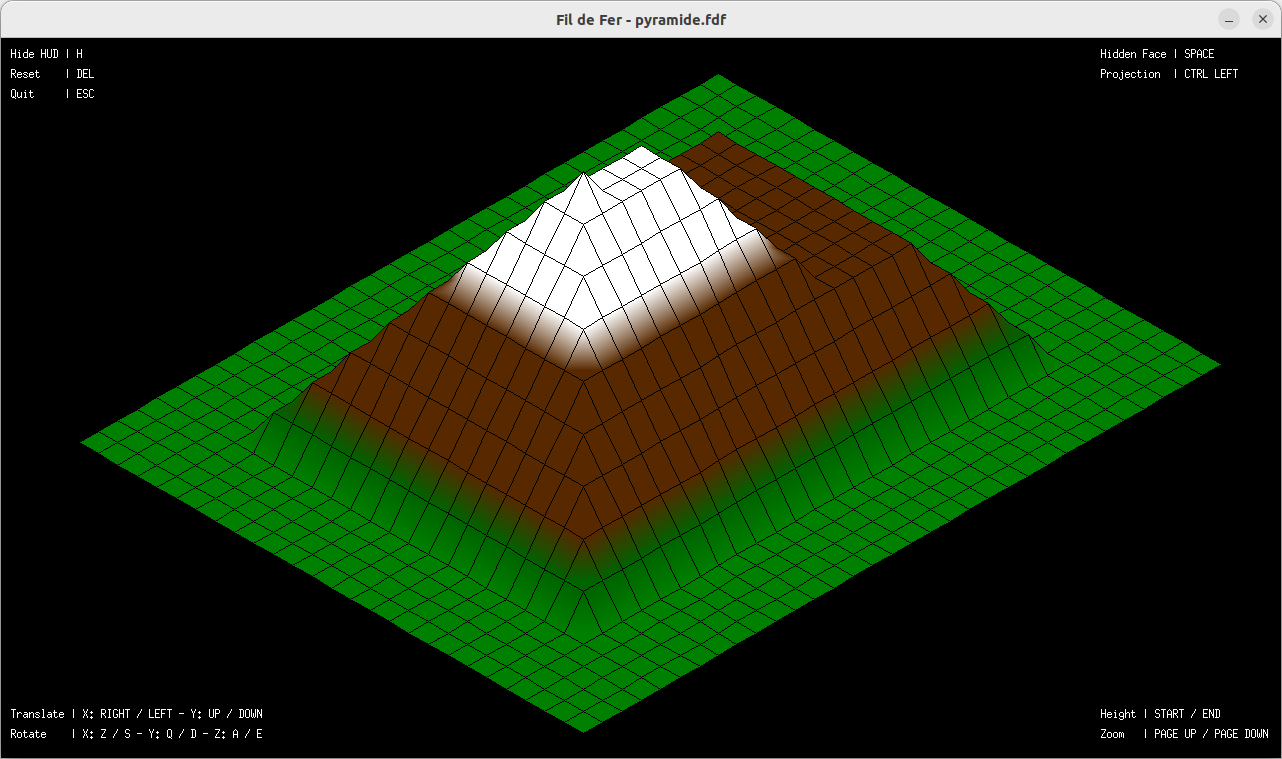 Fil de Fer - pyramide.fdf
Hide HUD | H
Reset | DEL
Quit | ESC
Hidden Face | SPACE
Projection | CTRL LEFT
Translate | X: RIGHT / LEFT - Y: UP / DOWN
Rotate | X: Z / S - Y: Q / D - Z: A / E
Height | START / END
Zoom | PAGE UP / PAGE DOWN